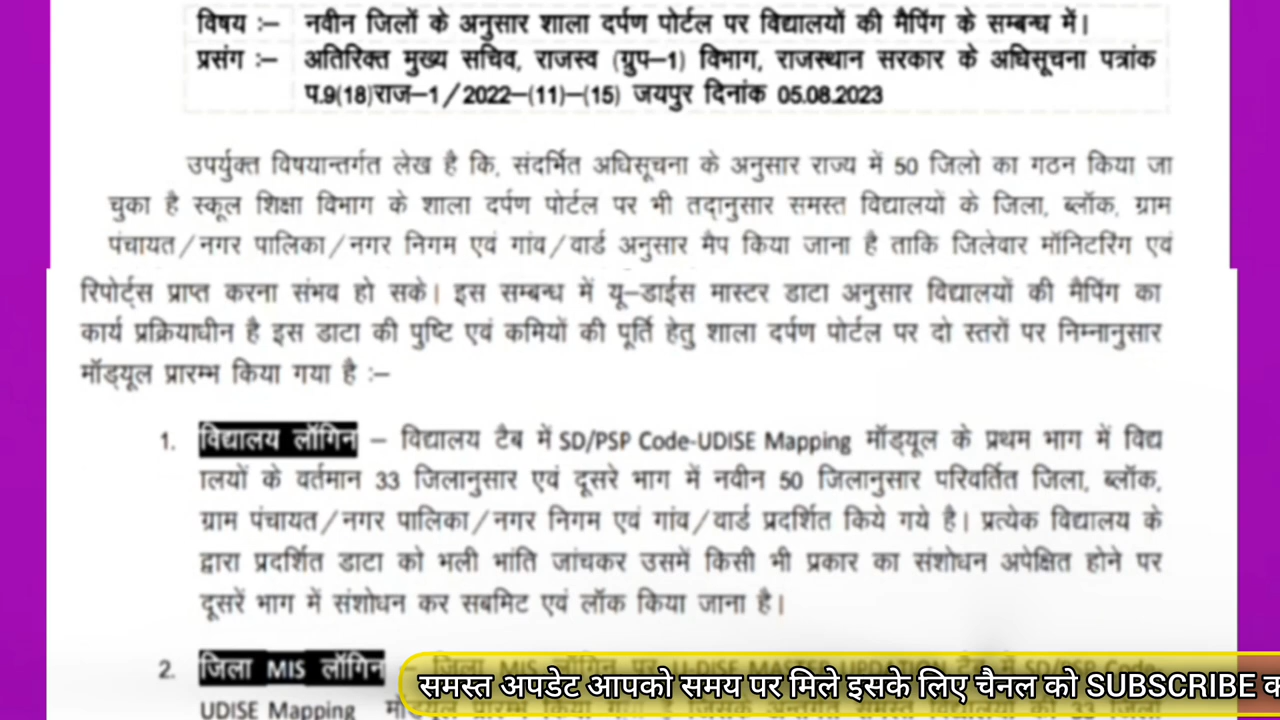 विषय :– नवीन जिलों के अनुसार शाला दर्पण पोर्टल पर विद्यालयों की मैपिंग के सम्बन्ध में।
प्रसंग :– अतिरिक्त मुख्य सचिव, राजस्व (ग्रुप–1) विभाग, राजस्थान सरकार के अधिसूचना पत्रांक
प.9(18)राज–1/2022–(11)–(15) जयपुर दिनांक 05.08.2023
उपर्युक्त विषयान्तर्गत लेख है कि, संदर्भित अधिसूचना के अनुसार राज्य में 50 जिलो का गठन किया जा
चुका है स्कूल शिक्षा विभाग के शाला दर्पण पोर्टल पर भी तद्ानुसार समस्त विद्यालयों के जिला, ब्लॉक, ग्राम
पंचायत/नगर पालिका/नगर निगम एवं गांव/वार्ड अनुसार मैप किया जाना है ताकि जिलेवार मॉनिटरिंग एवं
रिपोर्ट्स प्राप्त करना संभव हो सके। इस सम्बन्ध में यू–डाईस मास्टर डाटा अनुसार विद्यालयों की मैपिंग का
कार्य प्रक्रियाधीन है इस डाटा की पुष्टि एवं कमियों की पूर्ति हेतु शाला दर्पण पोर्टल पर दो स्तरों पर निम्नानुसार
मॉड्यूल प्रारम्भ किया गया है :–
1. विद्यालय लॉगिन – विद्यालय टैब में SD/PSP Code-UDISE Mapping मॉड्यूल के प्रथम भाग में विद्य
ालयों के वर्तमान 33 जिलानुसार एवं दूसरे भाग में नवीन 50 जिलानुसार परिवर्तित जिला, ब्लॉक,
ग्राम पंचायत/नगर पालिका/नगर निगम एवं गांव/वार्ड प्रदर्शित किये गये है। प्रत्येक विद्यालय के
द्वारा प्रदर्शित डाटा को भली भांति जांचकर उसमें किसी भी प्रकार का संशोधन अपेक्षित होने पर
दूसरें भाग में संशोधन कर सबमिट एवं लॉक किया जाना है।
2. जिला MIS लॉगिन
समस्त अपडेट आपको समय पर मिले इसके लिए चैनल को SUBSCRIBE क
UDISE Mapping